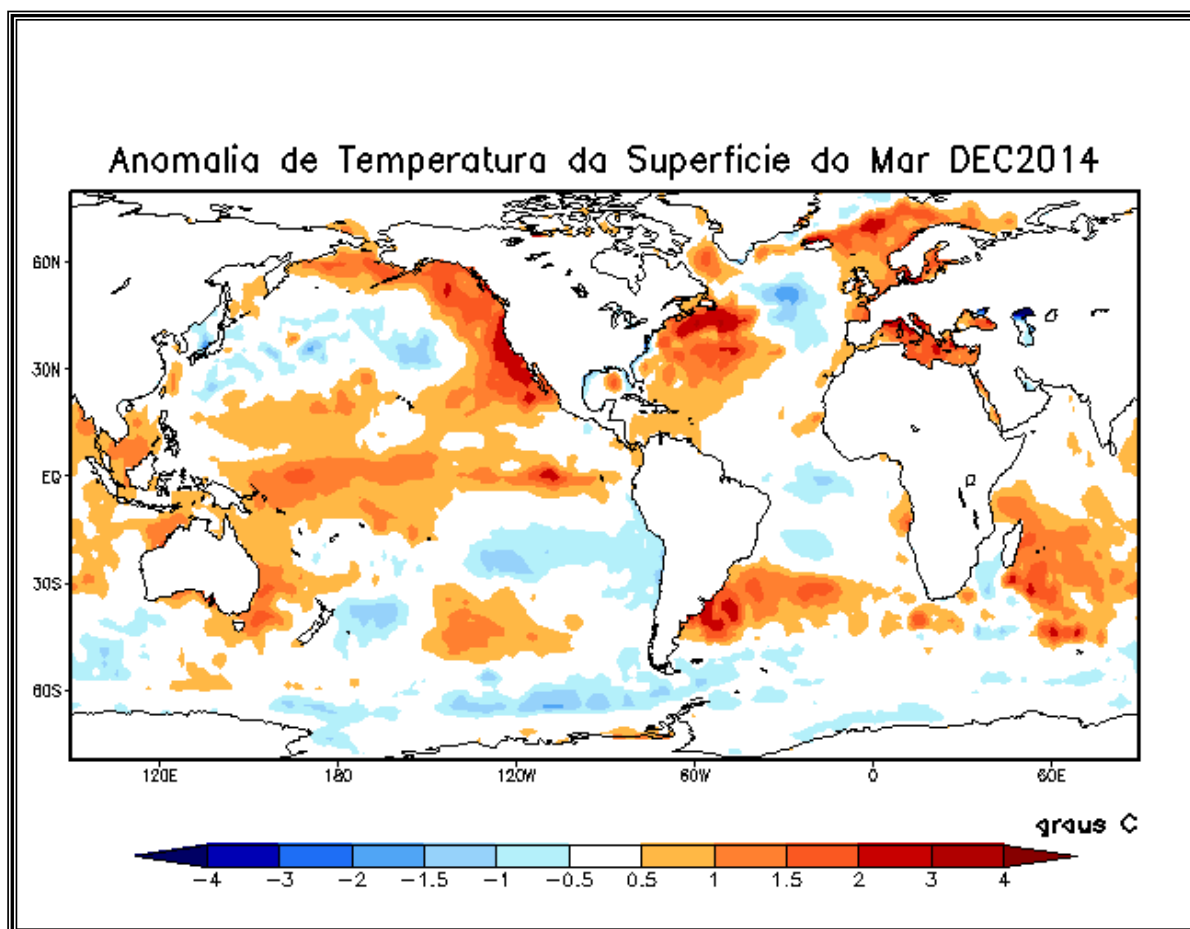 Anomalia de Temperatura da Superficie do Mar DEC2014
60N
30N
EQ
30S
60S
120E 180 120W 60W 0 60E
graus C
-4 -3 -2 -1.5 -1 -0.5 0.5 1 1.5 2 3 4